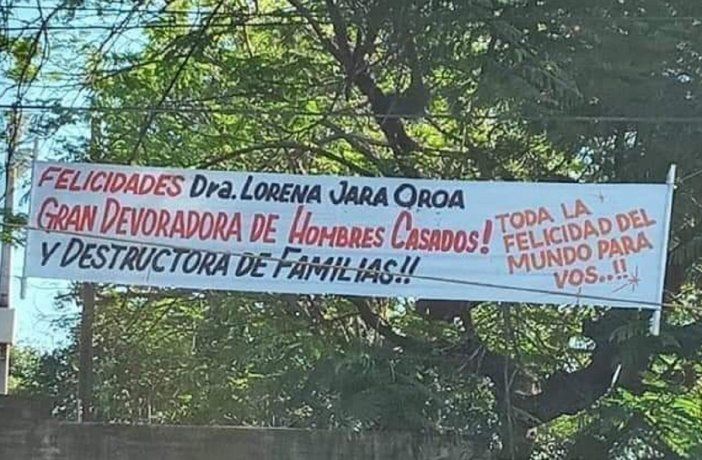 FELICIDADES Dra. LORENA JARA OROA
GRAN DEVORADORA DE HOMBRES CASADOS!
Y DESTRUCTORA DE FAMILIAS!!
TODA LA
FELICIDAD DEL
MUNDO PARA
VOS..!!